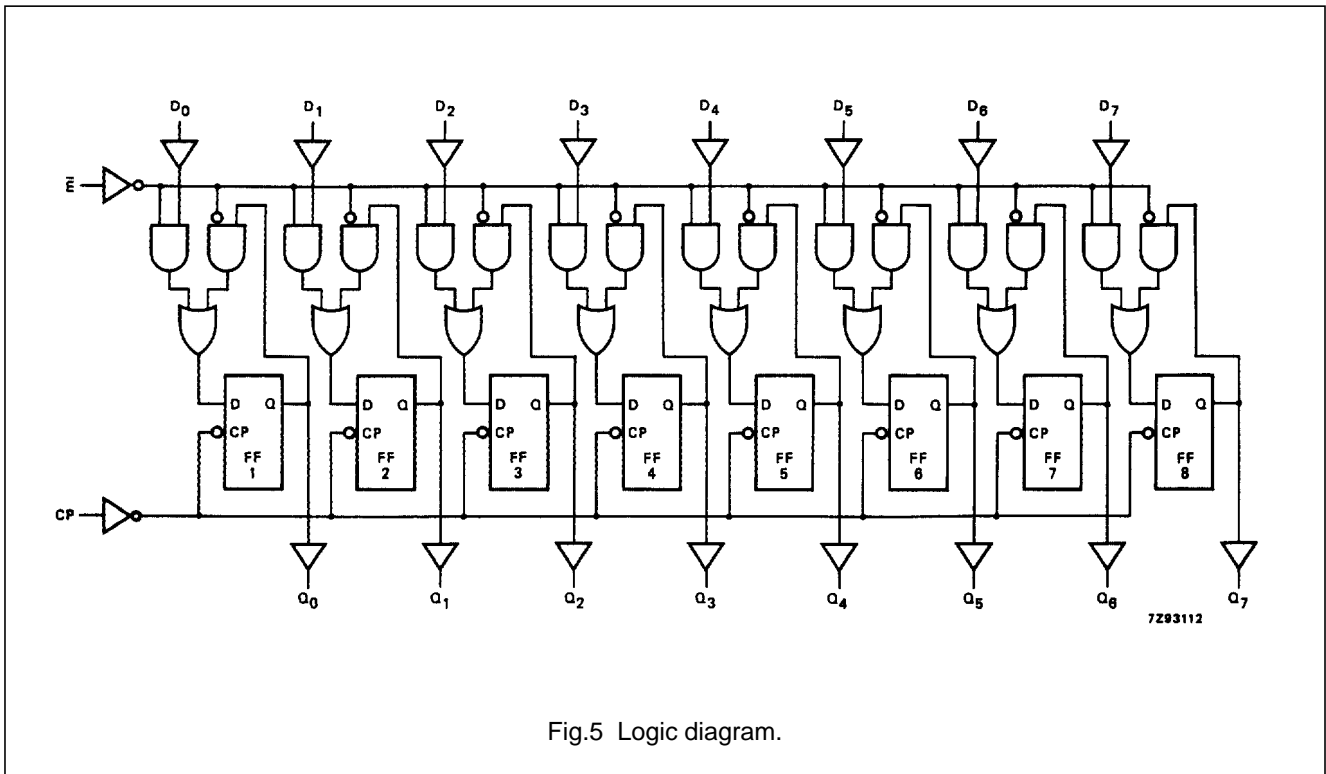 D0 D1 D2 D3 D4 D5 D6 D7
E̅
D Q D Q D Q D Q D Q D Q D Q D Q
CP CP CP CP CP CP CP CP
FF FF FF FF FF FF FF FF
1 2 3 4 5 6 7 8
CP
Q0 Q1 Q2 Q3 Q4 Q5 Q6 Q7
7Z93112
Fig.5 Logic diagram.